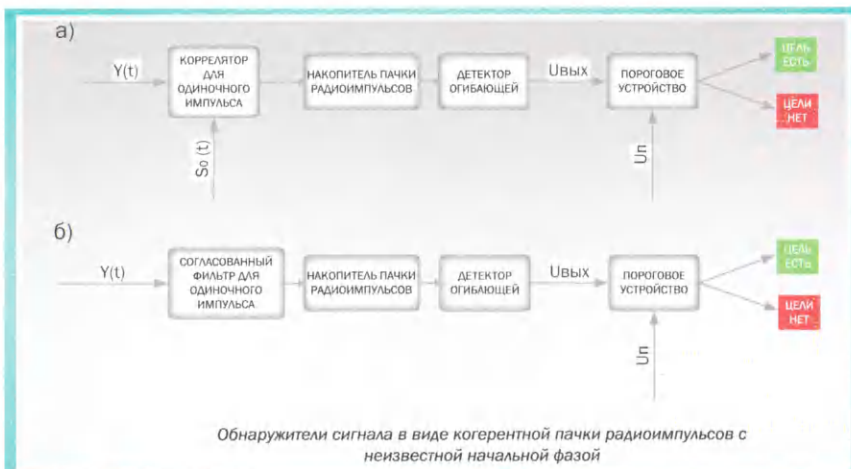 а)
Y(t)
КОРРЕЛЯТОР
ДЛЯ
ОДИНОЧНОГО
ИМПУЛЬСА
S₀ (t)
НАКОПИТЕЛЬ ПАЧКИ
РАДИОИМПУЛЬСОВ
ДЕТЕКТОР
ОГИБАЮЩЕЙ
Uвых
ПОРОГОВОЕ
УСТРОЙСТВО
Uп
ЦЕЛЬ
ЕСТЬ
ЦЕЛИ
НЕТ
б)
Y(t)
СОГЛАСОВАННЫЙ
ФИЛЬТР ДЛЯ
ОДИНОЧНОГО
ИМПУЛЬСА
НАКОПИТЕЛЬ ПАЧКИ
РАДИОИМПУЛЬСОВ
ДЕТЕКТОР
ОГИБАЮЩЕЙ
Uвых
ПОРОГОВОЕ
УСТРОЙСТВО
Uп
ЦЕЛЬ
ЕСТЬ
ЦЕЛИ
НЕТ
Обнаружители сигнала в виде когерентной пачки радиоимпульсов с
неизвестной начальной фазой